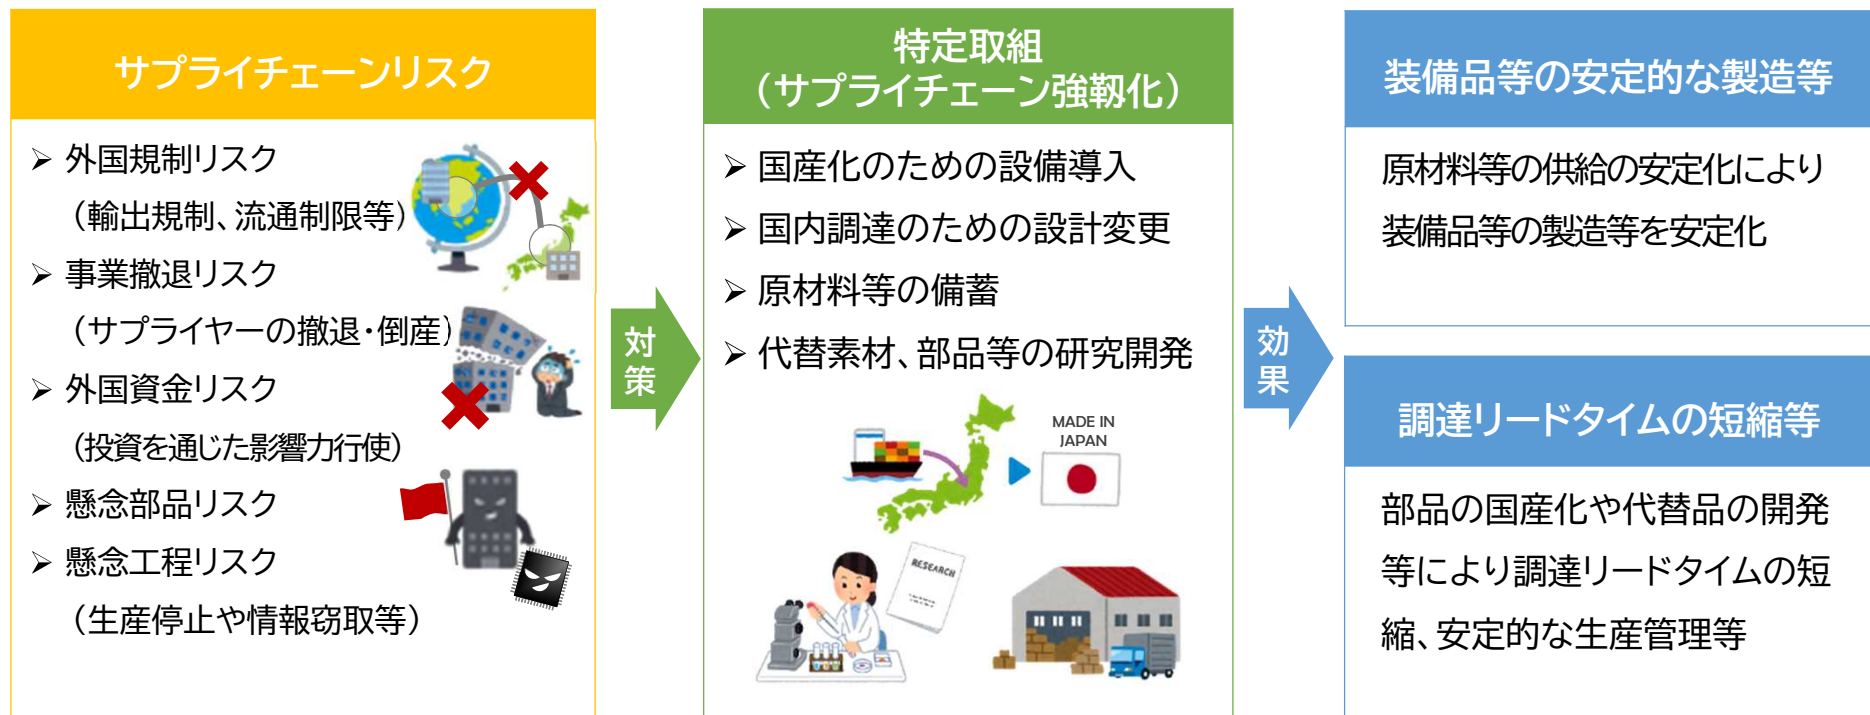 サプライチェーンリスク
➢ 外国規制リスク
（輸出規制、流通制限等）
➢ 事業撤退リスク
（サプライヤーの撤退・倒産）
➢ 外国資金リスク
（投資を通じた影響力行使）
➢ 懸念部品リスク
➢ 懸念工程リスク
（生産停止や情報窃取等）
対
策
特定取組
（サプライチェーン強靱化）
➢ 国産化のための設備導入
➢ 国内調達のための設計変更
➢ 原材料等の備蓄
➢ 代替素材、部品等の研究開発
MADE IN
JAPAN
RESEARCH
効
果
装備品等の安定的な製造等
原材料等の供給の安定化により
装備品等の製造等を安定化
調達リードタイムの短縮等
部品の国産化や代替品の開発
等により調達リードタイムの短
縮、安定的な生産管理等